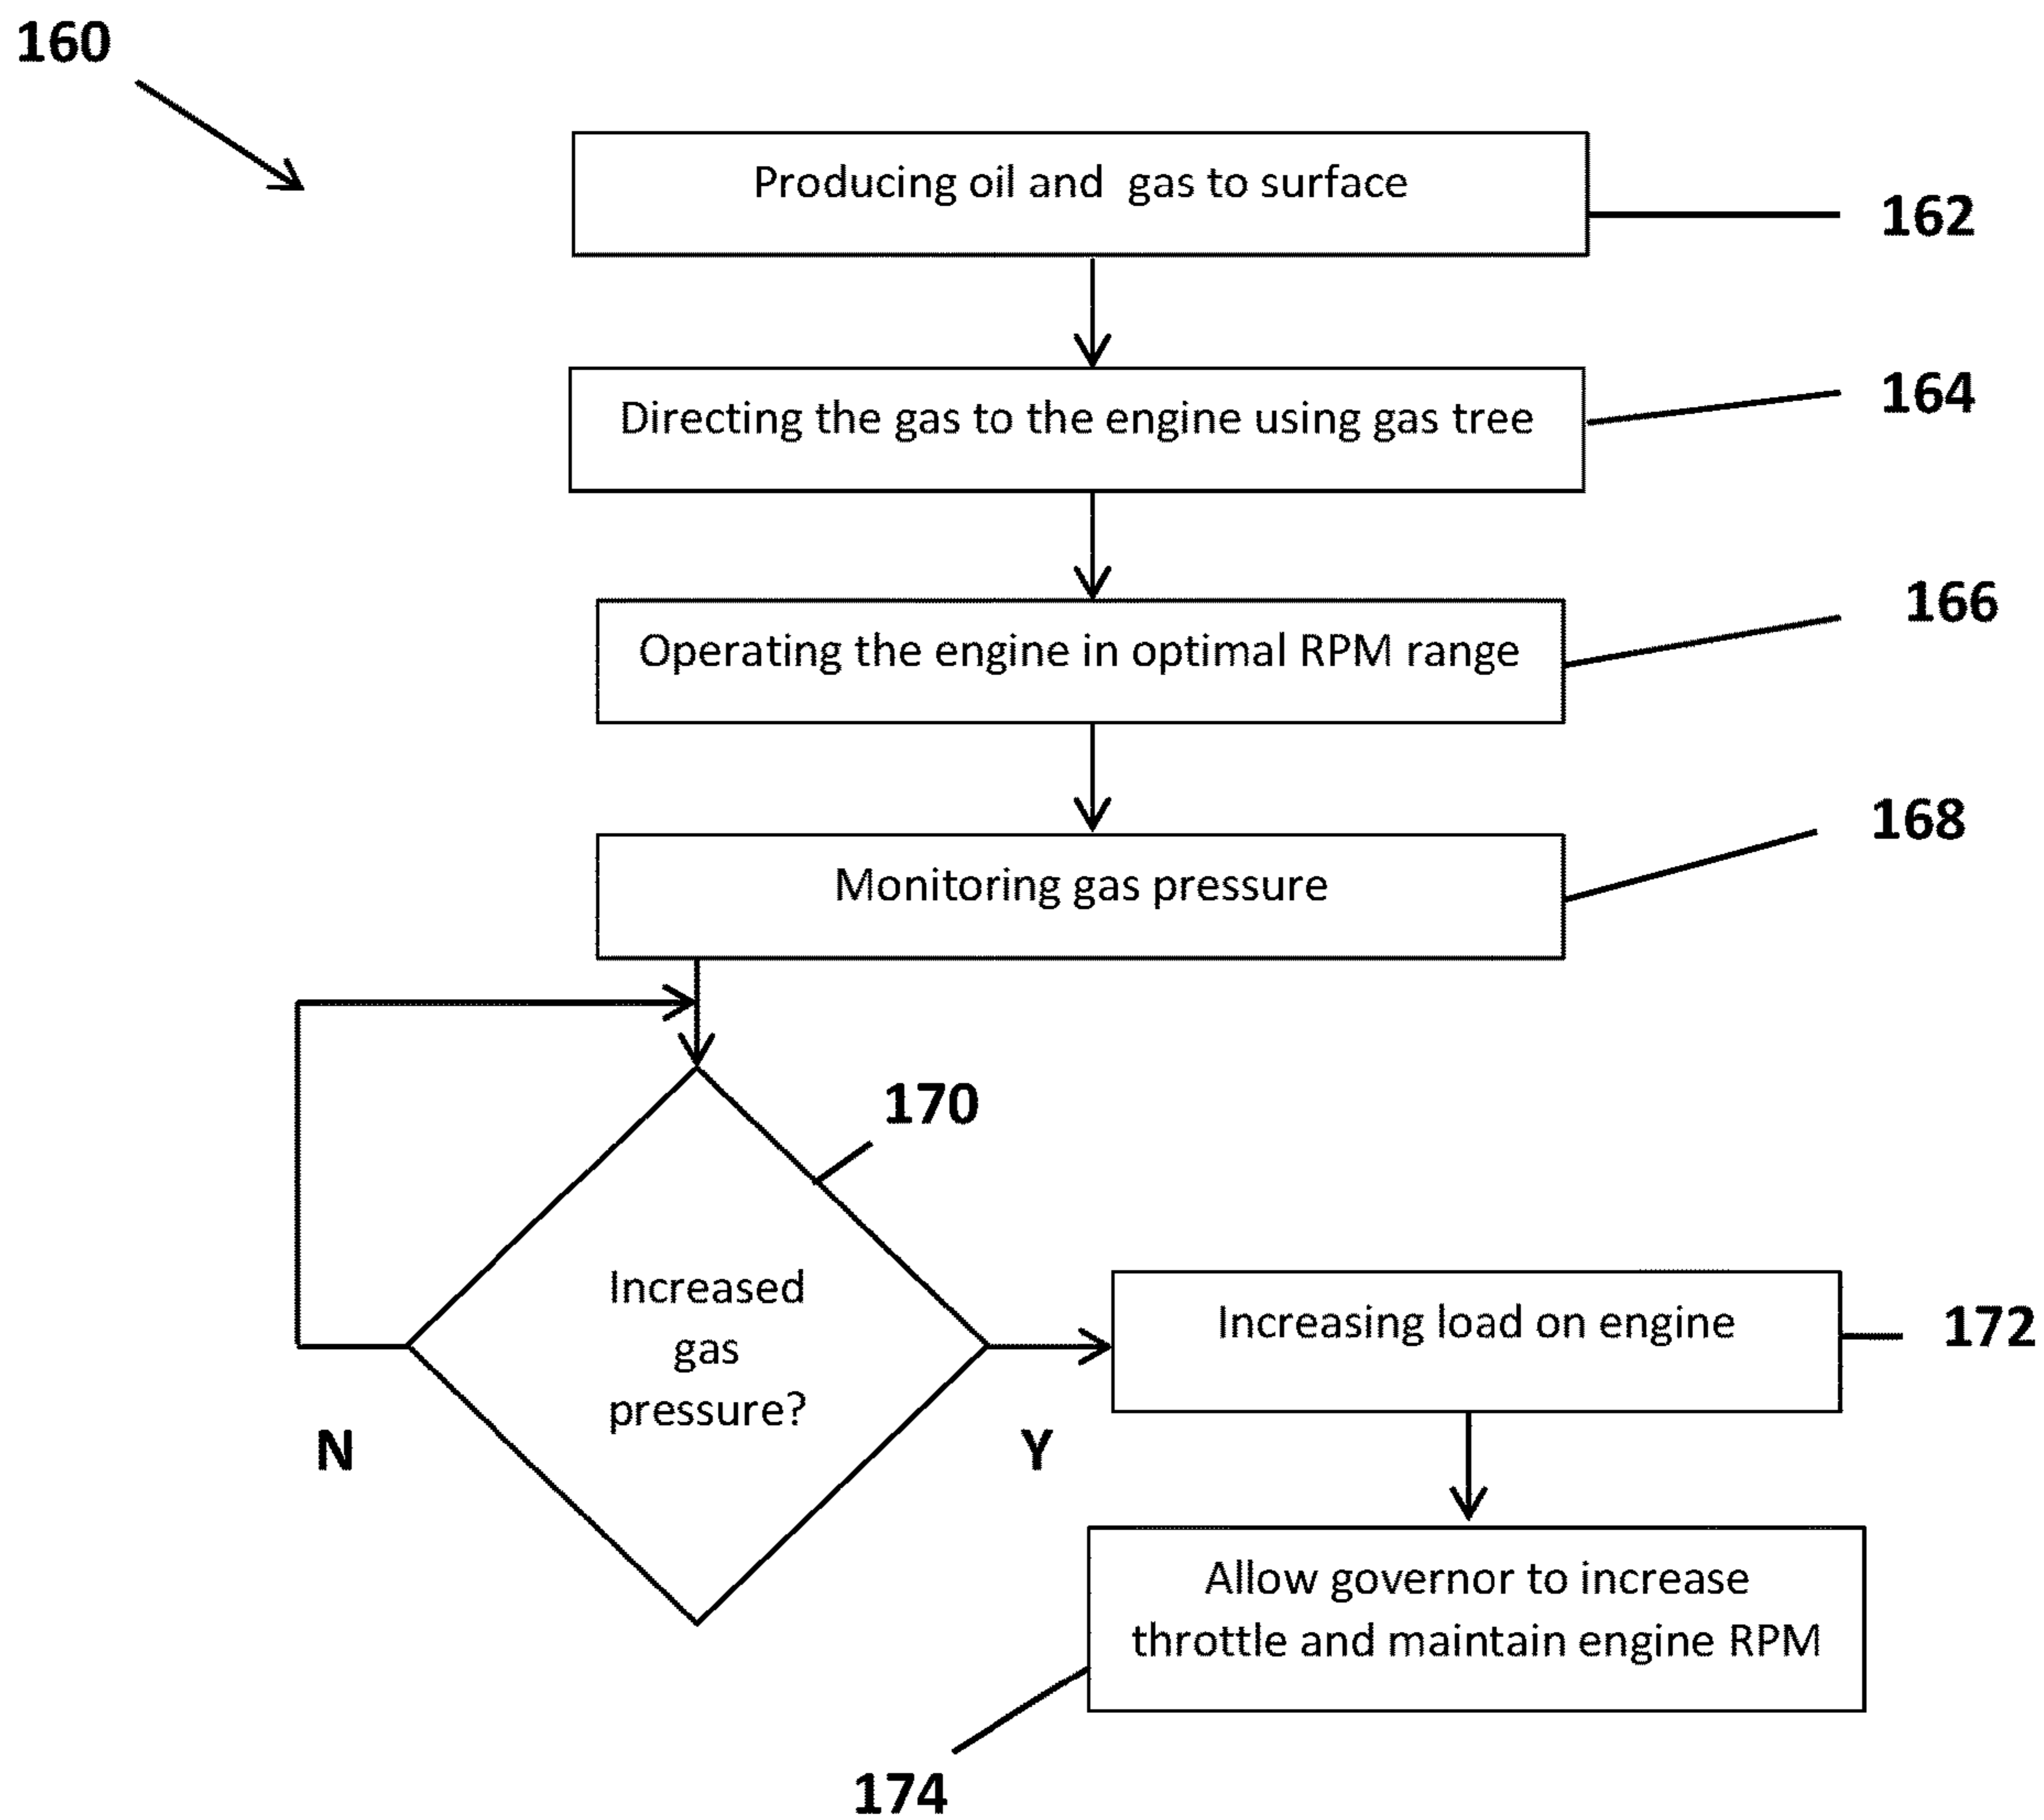 160
Producing oil and gas to surface
162
Directing the gas to the engine using gas tree
164
Operating the engine in optimal RPM range
166
Monitoring gas pressure
168
170
Increased
gas
pressure?
N
Y
Increasing load on engine
172
Allow governor to increase
throttle and maintain engine RPM
174